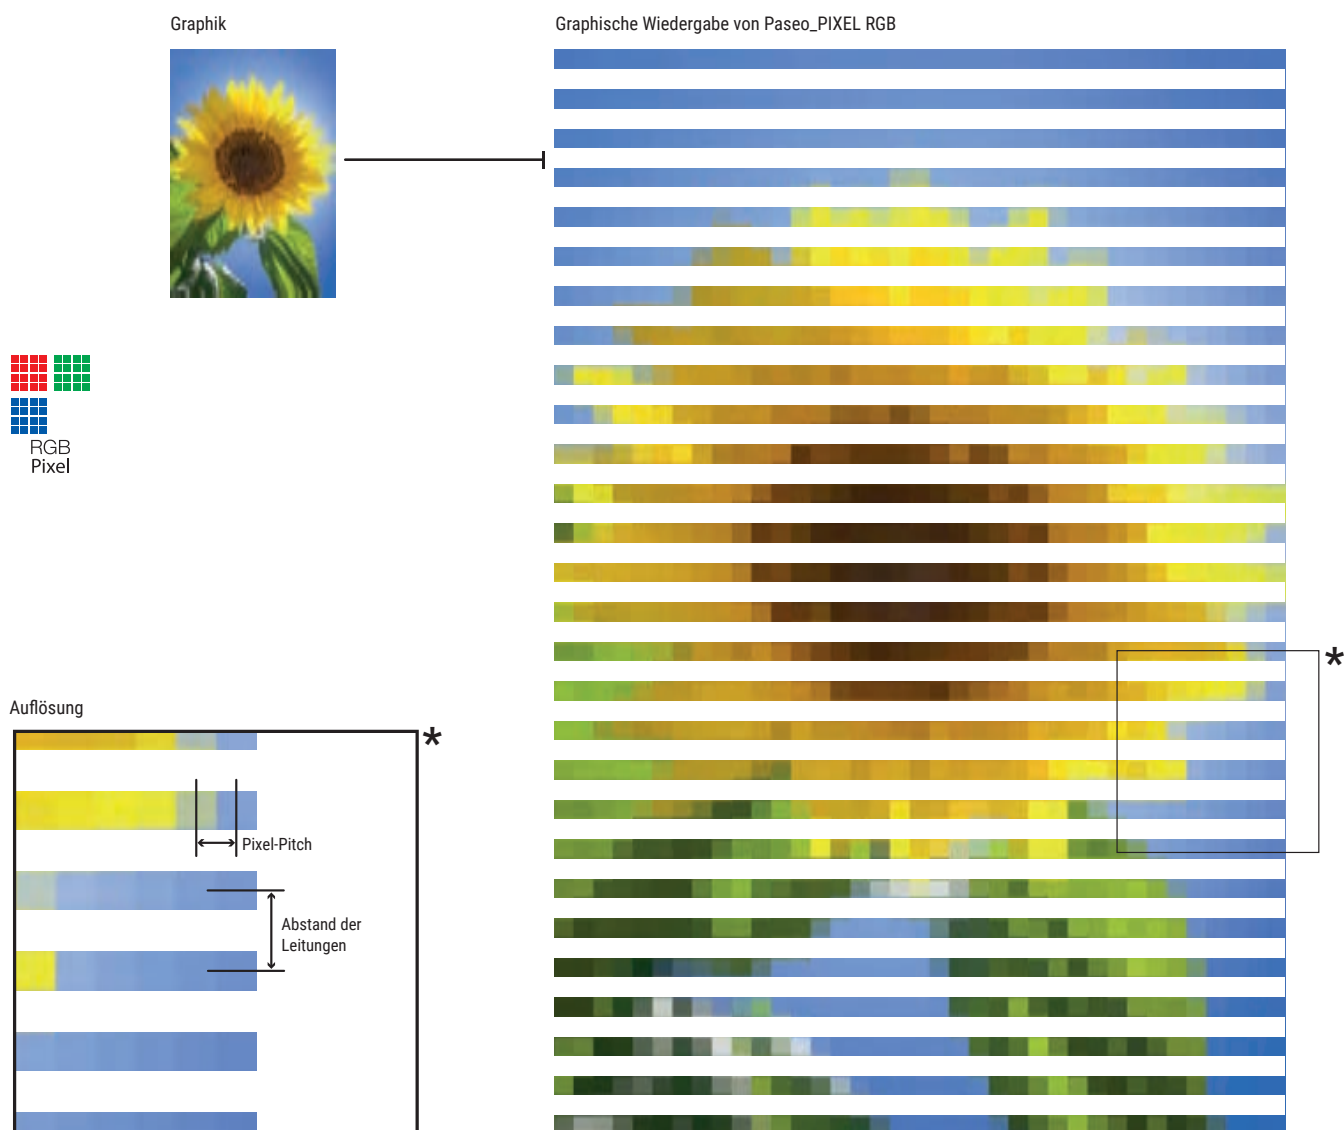 Graphik
Graphische Wiedergabe von Paseo_PIXEL RGB
RGB
Pixel
*
Auflösung
*
Pixel-Pitch
Abstand der
Leitungen